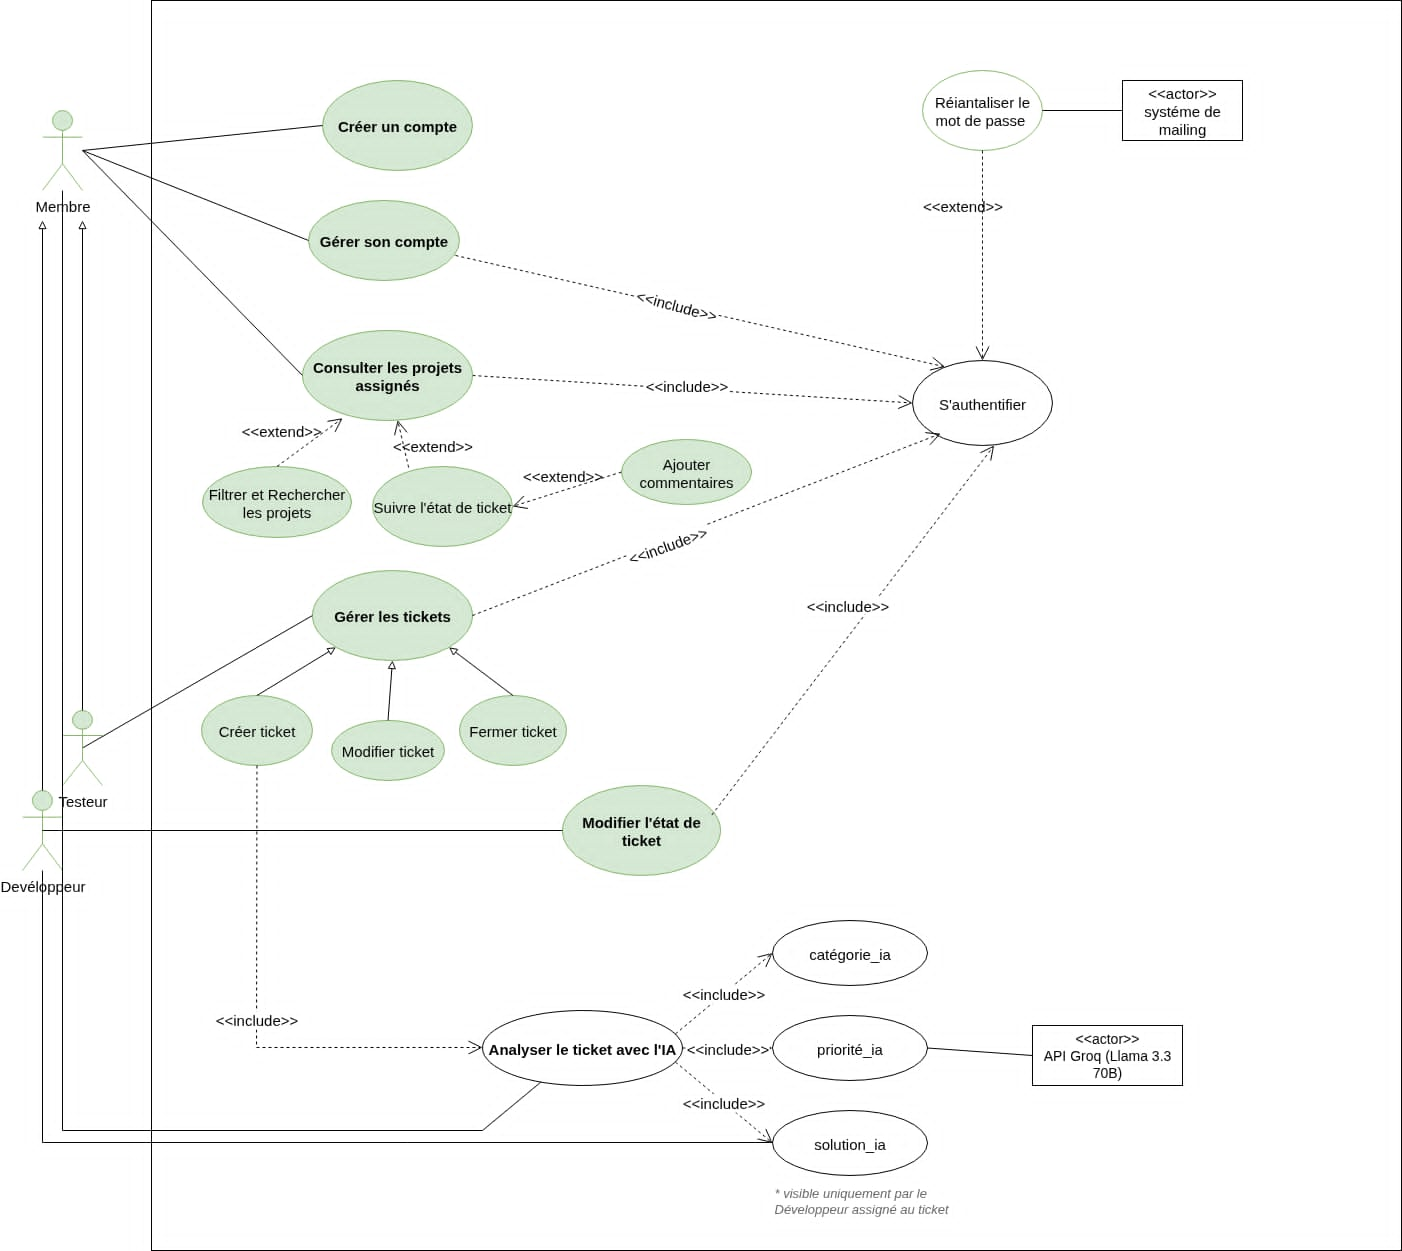 Créer un compte
Réiantaliser le
mot de passe
<<actor>>
systéme de
mailing
Membre
<<extend>>
Gérer son compte
<<include>>
Consulter les projets
assignés
<<include>>
S'authentifier
<<extend>>
<<extend>>
Filtrer et Rechercher
les projets
Suivre l'état de ticket
<<extend>>
Ajouter
commentaires
<<include>>
Gérer les tickets
<<include>>
Créer ticket
Modifier ticket
Fermer ticket
Testeur
Modifier l'état de
ticket
Devéloppeur
catégorie_ia
<<include>>
<<include>>
Analyser le ticket avec l'IA
<<include>>
priorité_ia
<<actor>>
API Groq (Llama 3.3
70B)
<<include>>
solution_ia
* visible uniquement par le
Développeur assigné au ticket